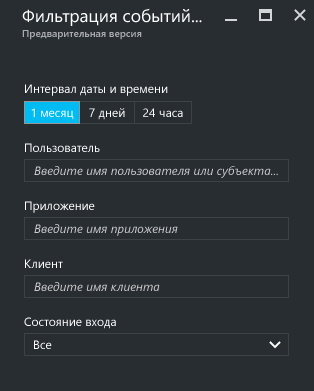 Фильтрация событий...
Предварительная версия
Интервал даты и времени
1 месяц 7 дней 24 часа
Пользователь
Введите имя пользователя или субъекта...
Приложение
Введите имя приложения
Клиент
Введите имя клиента
Состояние входа
Все